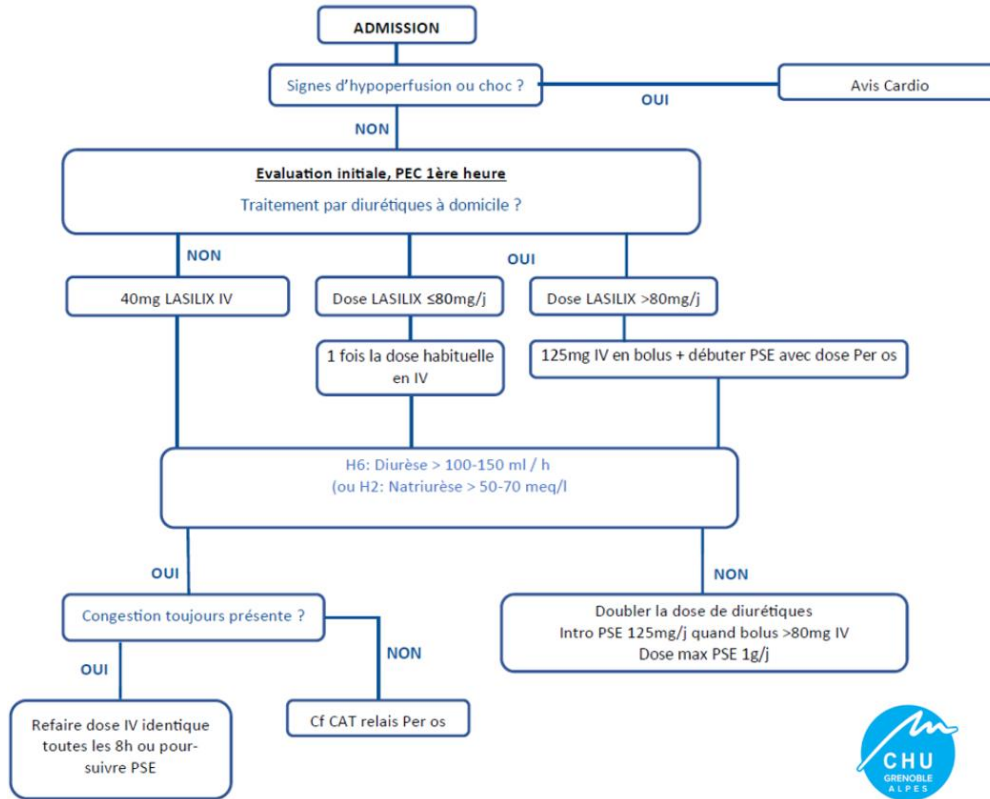 ADMISSION
Signes d'hypoperfusion ou choc ?
OUI
Avis Cardio
NON
Evaluation initiale, PEC 1ère heure
Traitement par diurétiques à domicile ?
NON
OUI
40mg LASILIX IV
Dose LASILIX ≤80mg/j
Dose LASILIX >80mg/j
1 fois la dose habituelle
en IV
125mg IV en bolus + débuter PSE avec dose Per os
H6: Diurèse > 100-150 ml / h
(ou H2: Natriurèse > 50-70 meq/l
OUI
NON
Congestion toujours présente ?
Doubler la dose de diurétiques
Intro PSE 125mg/j quand bolus >80mg IV
Dose max PSE 1g/j
OUI
NON
Refaire dose IV identique
toutes les 8h ou pour-
suivre PSE
Cf CAT relais Per os
CHU
GRENOBLE
ALPES